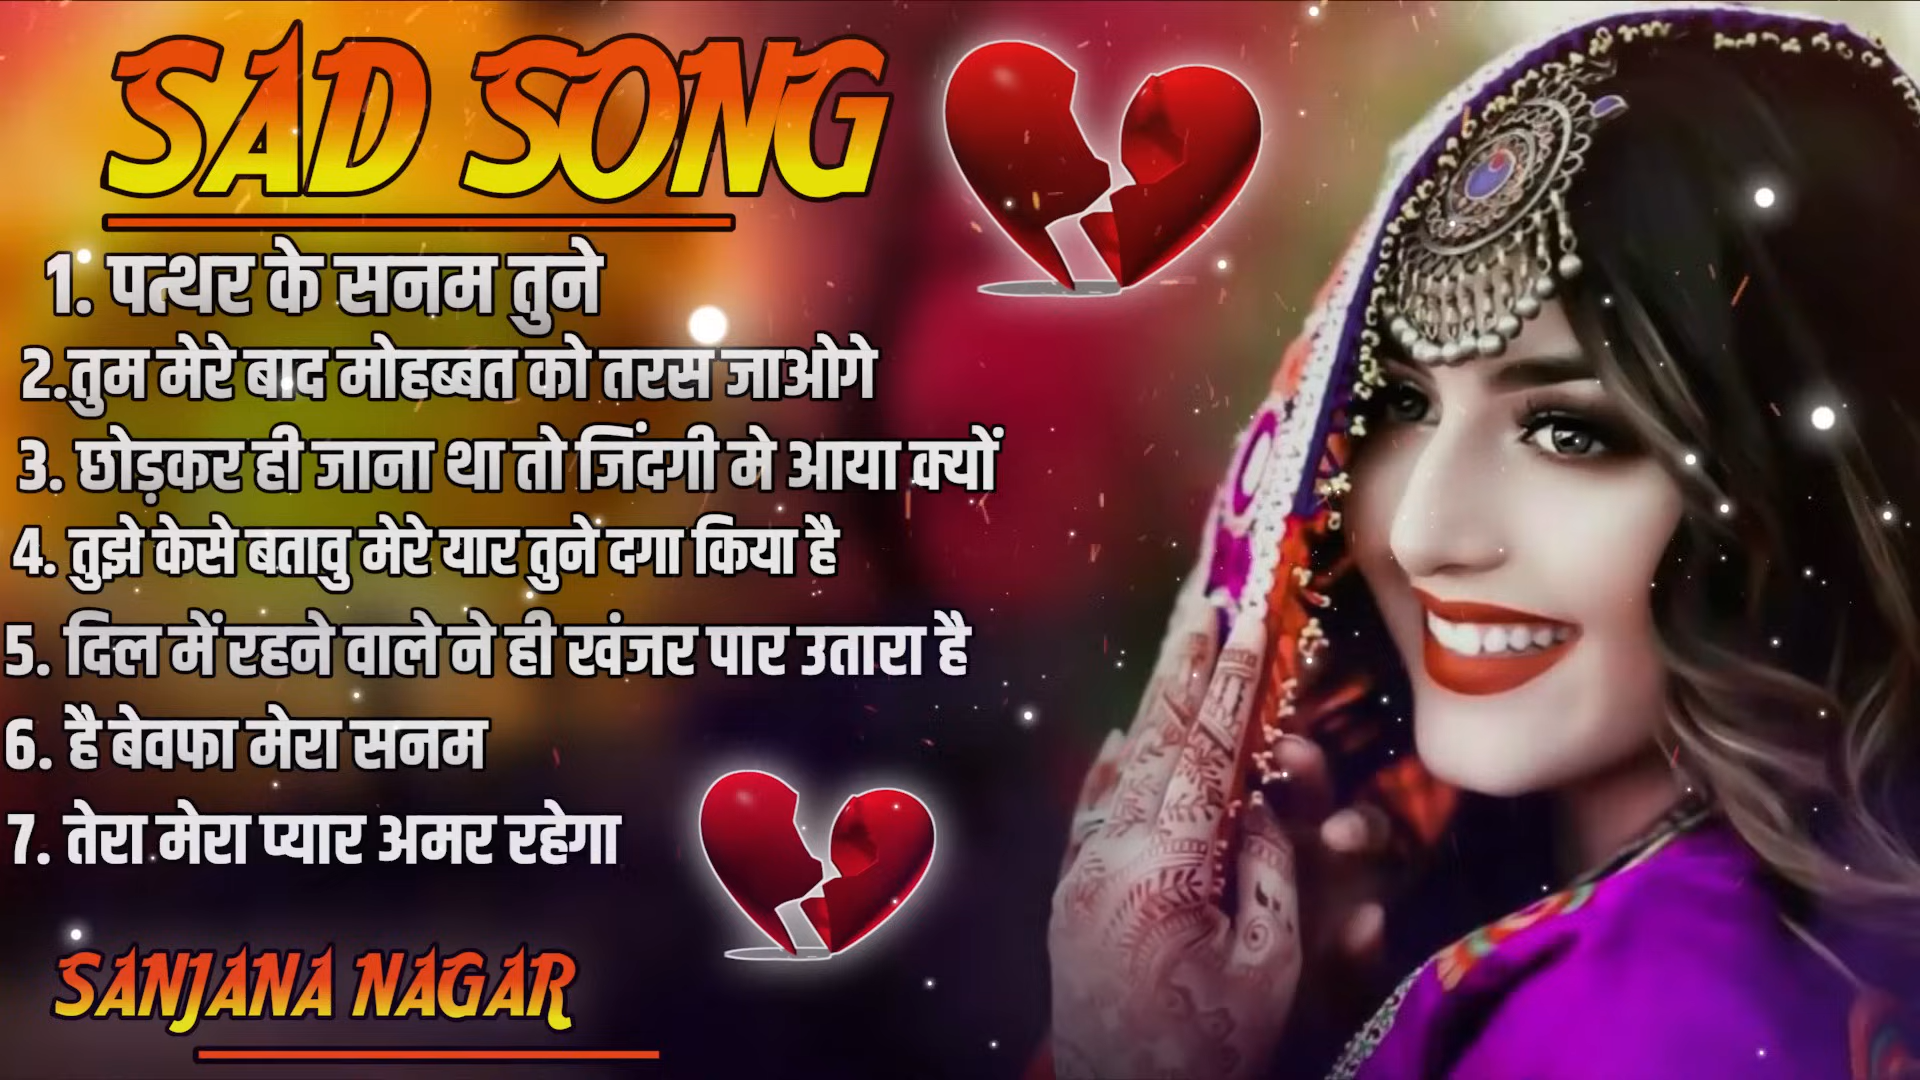 SAD SONG
1. पत्थर के सनम तुने
2.तुम मेरे बाद मोहब्बत को तरस जाओगे
3. छोड़कर ही जाना था तो जिंदगी मे आया क्यों
4. तुझे केसे बतावु मेरे यार तुने दगा किया है
5. दिल में रहने वाले ने ही खंजर पार उतारा है
6. है बेवफा मेरा सनम
7. तेरा मेरा प्यार अमर रहेगा
SANJANA NAGAR